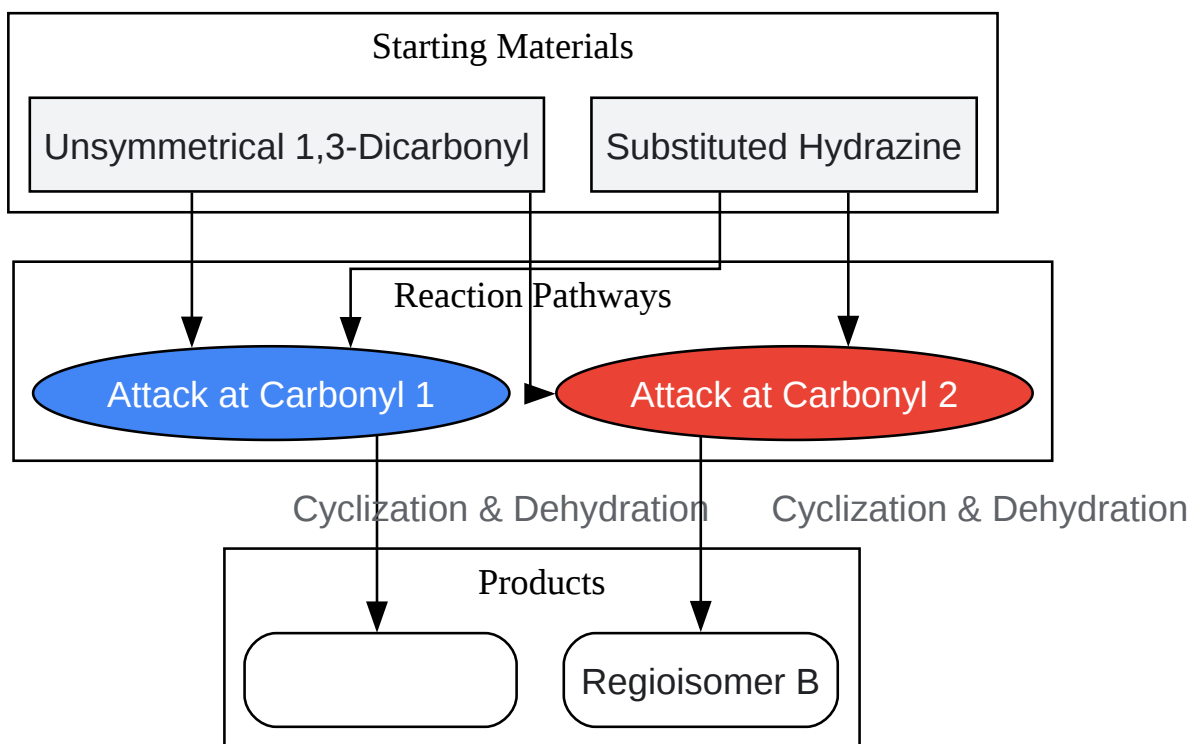 Starting Materials
Unsymmetrical 1,3-Dicarbonyl
Substituted Hydrazine
Reaction Pathways
Attack at Carbonyl 1
Attack at Carbonyl 2
Cyclization & Dehydration
Cyclization & Dehydration
Products
Regioisomer B